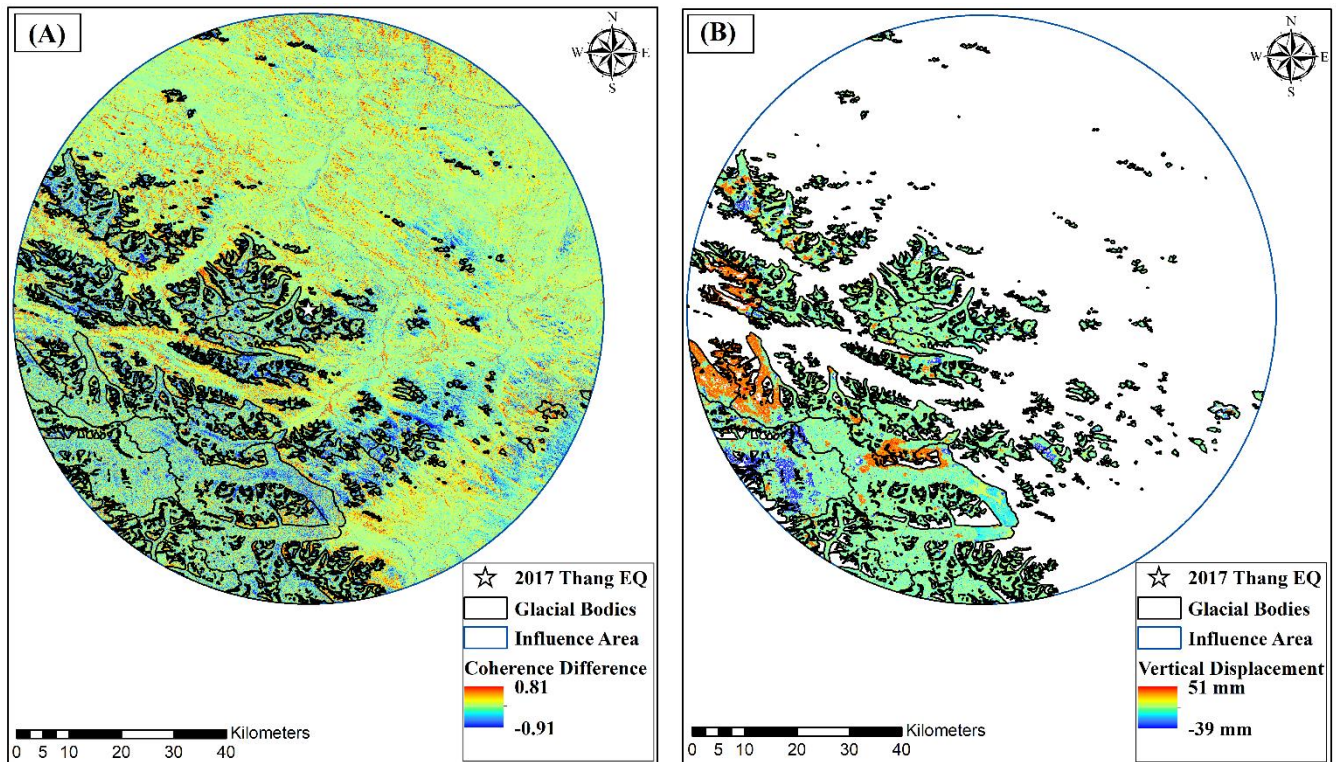 (A)
N
W E
S
2017 Thang EQ
Glacial Bodies
Influence Area
Coherence Difference
0.81
-0.91
Kilometers
0 5 10 20 30 40
(B)
N
W E
S
2017 Thang EQ
Glacial Bodies
Influence Area
Vertical Displacement
51 mm
-39 mm
Kilometers
0 5 10 20 30 40